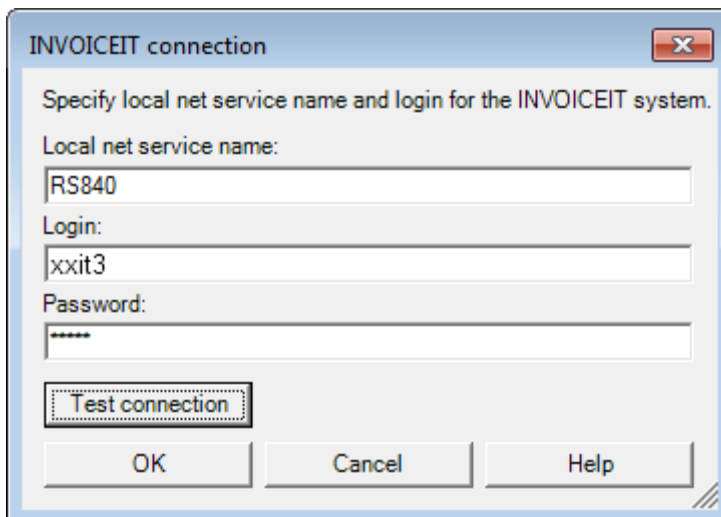 INVOICEIT connection
Specify local net service name and login for the INVOICEIT system.
Local net service name:
RS840
Login:
xxit3
Password:
*****
Test connection
OK Cancel Help